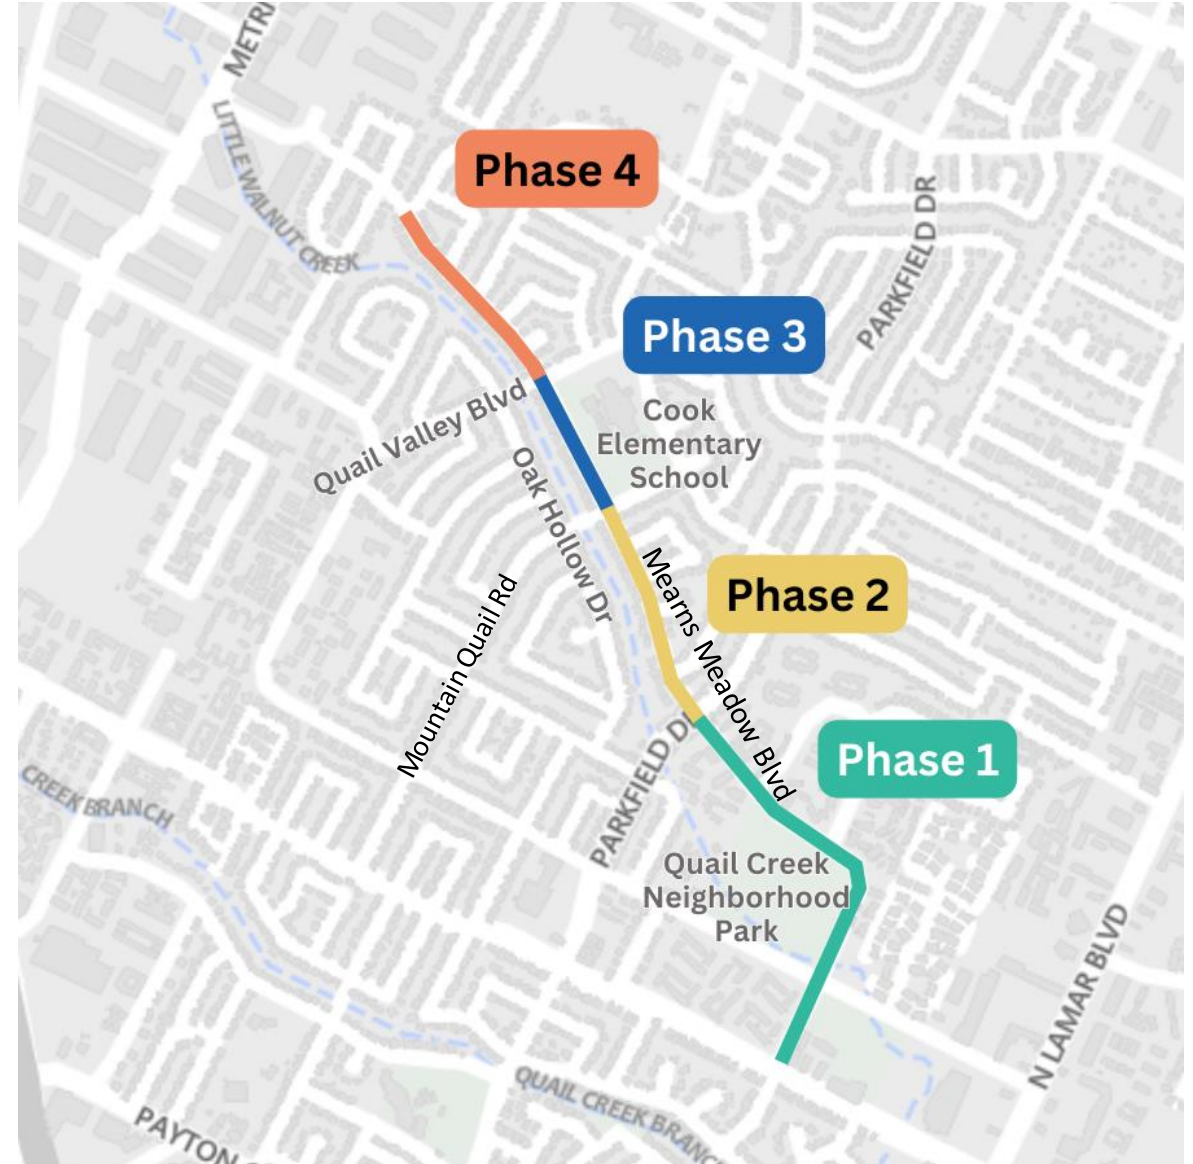 METRI
LITTLE WALNUT CREEK
Phase 4
PARKFIELD DR
Phase 3
Quail Valley Blvd
Cook
Elementary
School
Oak Hollow Dr
Mearns Meadow Blvd
Phase 2
Mountain Quail Rd
PARKFIELD D
Phase 1
CREEK BRANCH
Quail Creek
Neighborhood
Park
N LAMAR BLVD
QUAIL CREEK BRANC
PAYTON